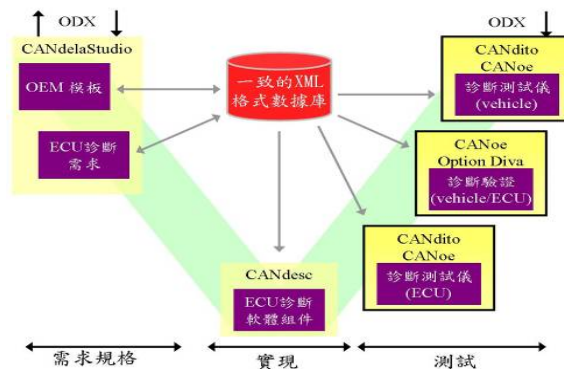 ODX
CANdelaStudio
OEM 模板
ECU診斷
需求
一致的XML
格式數據庫
ODX
CANdito
CANoe
診斷測試儀
(vehicle)
CANoe
Option Diva
診斷驗證
(vehicle/ECU)
CANdito
CANoe
診斷測試儀
(ECU)
CANdesc
ECU診斷
軟體組件
需求規格
實現
測試